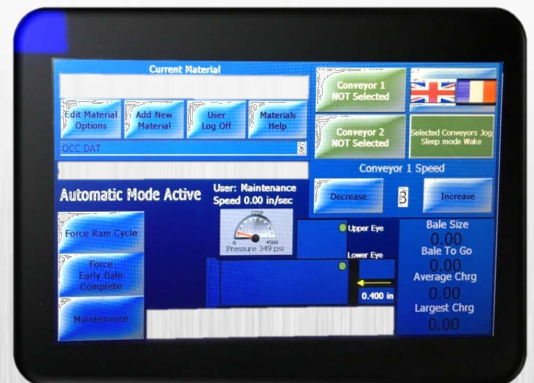 Current Material
Edit Material
Options
Add New
Material
User
Log Off
Materials
Help
OCC DAT
Conveyor 1
NOT Selected
Conveyor 2
NOT Selected
Selected Conveyors Jog
Sleep mode Wake
Conveyor 1 Speed
Decrease
3
Increase
Automatic Mode Active
User: Maintenance
Speed 0.00 in/sec
2250
0
4500
Pressure 349 psi
Force Ram Cycle
Force
Early Bale
Complete
Maintenance
Upper Eye
Lower Eye
0.400 in
Bale Size
0.00
Bale To Go
0.00
Average Chrg
0.00
Largest Chrg
0.00